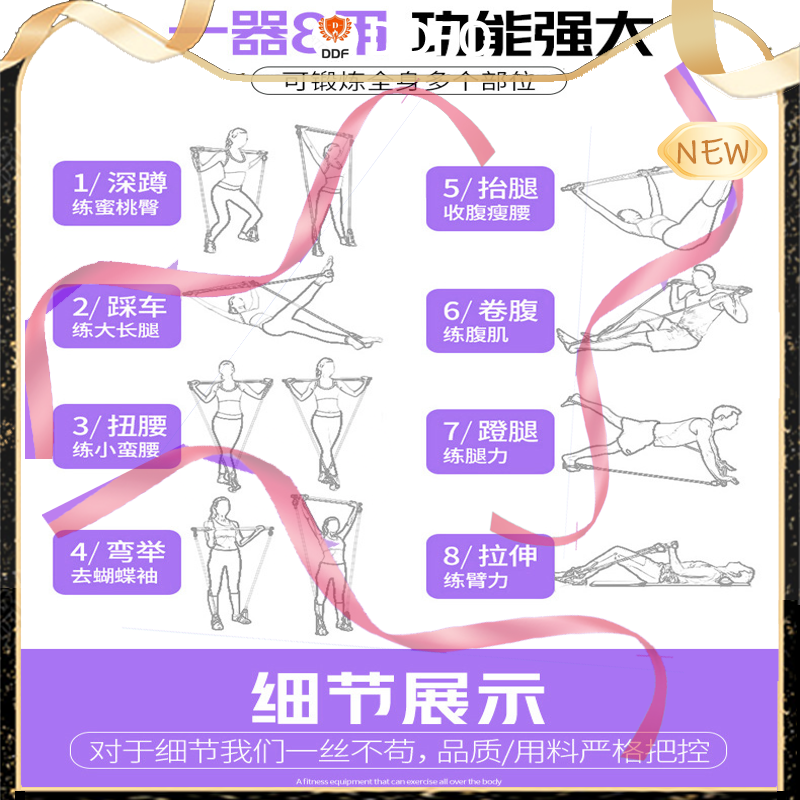 一器8用 功能强大
DDF
可锻炼全身多个部位
NEW
1/ 深蹲
练蜜桃臀
2/ 踩车
练大长腿
3/ 扭腰
练小蛮腰
4/ 弯举
去蝴蝶袖
5/ 抬腿
收腹瘦腰
6/ 卷腹
练腹肌
7/ 蹬腿
练腿力
8/ 拉伸
练臂力
细节展示
对于细节我们一丝不苟，品质/用料严格把控
A fitness equipment that can exercise all over the body